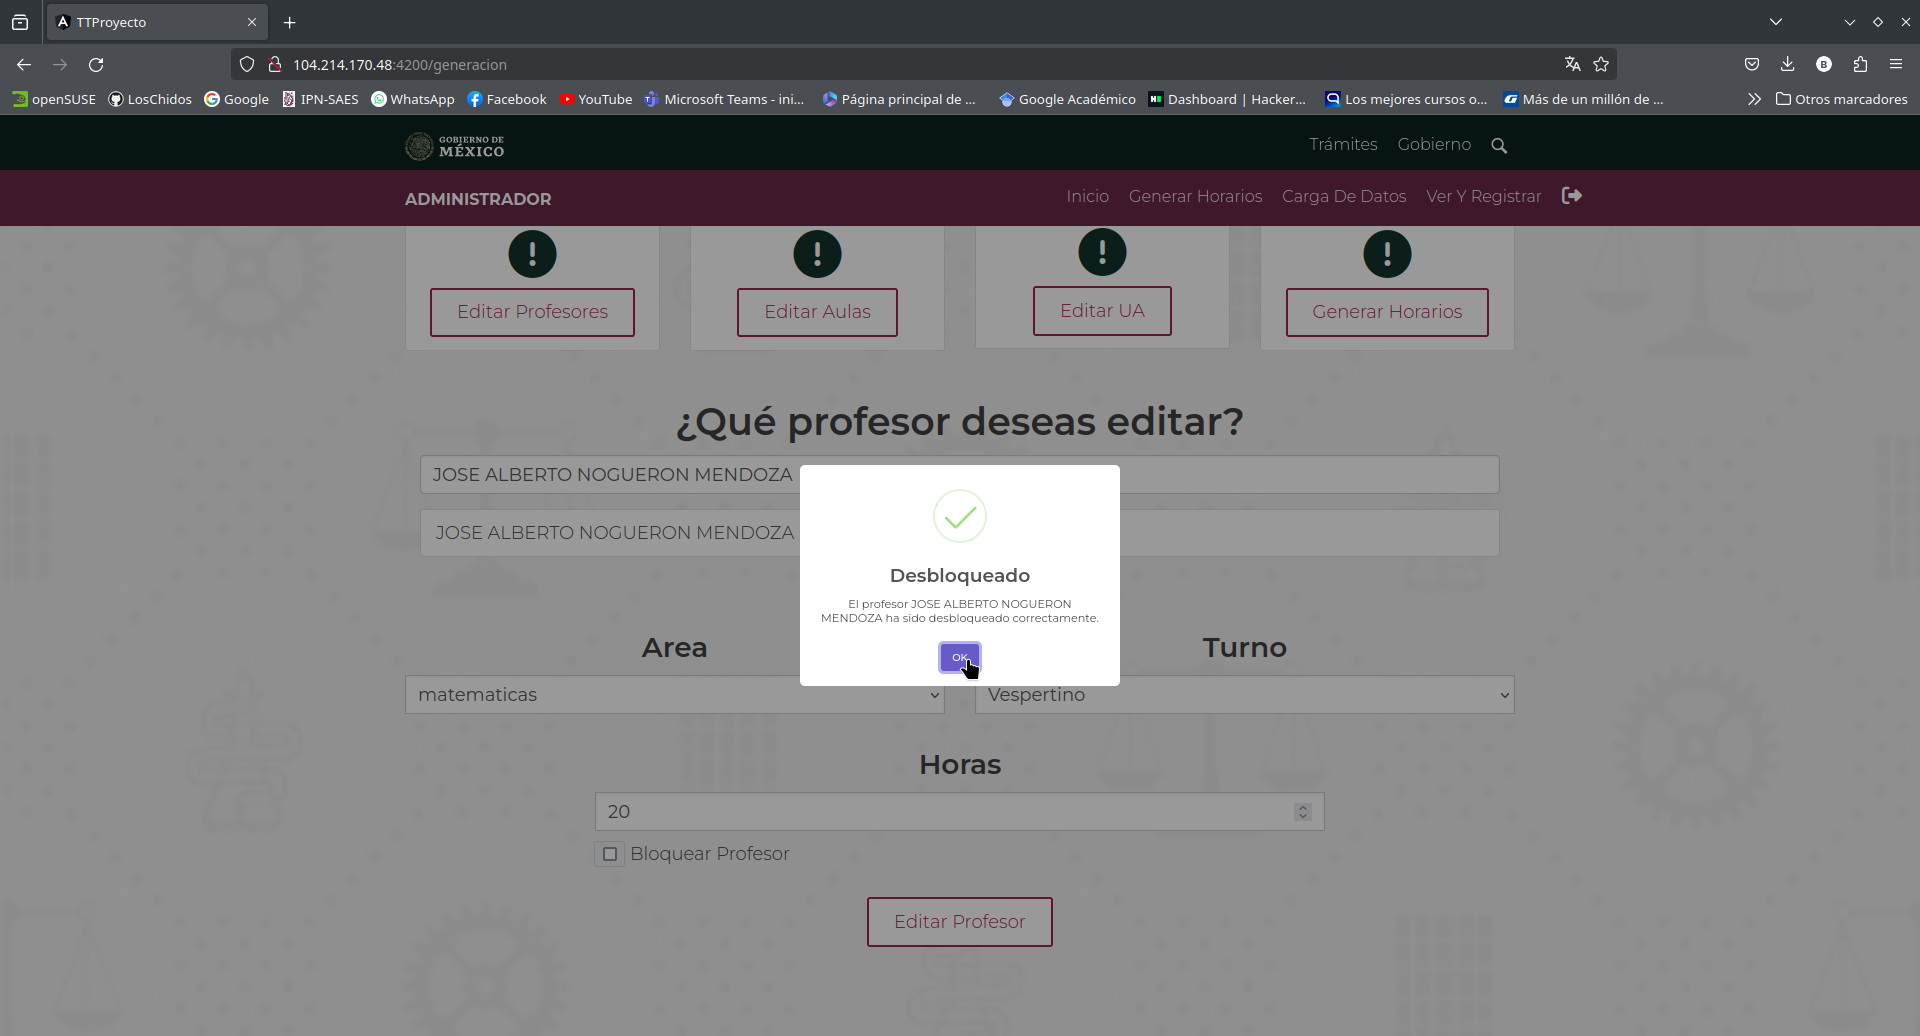 TTProyecto
104.214.170.48:4200/generacion
openSUSE LosChidos Google IPN-SAES WhatsApp Facebook YouTube Microsoft Teams - ini... Página principal de ... Google Académico Dashboard | Hacker... Los mejores cursos o... Más de un millón de ... Otros marcadores
GOBIERNO DE
MÉXICO
Trámites Gobierno
ADMINISTRADOR
Inicio Generar Horarios Carga De Datos Ver Y Registrar
Editar Profesores Editar Aulas Editar UA Generar Horarios
¿Qué profesor deseas editar?
JOSE ALBERTO NOGUERON MENDOZA
JOSE ALBERTO NOGUERON MENDOZA
Desbloqueado
El profesor JOSE ALBERTO NOGUERON
MENDOZA ha sido desbloqueado correctamente.
OK
Area Turno
matematicas Vespertino
Horas
20
Bloquear Profesor
Editar Profesor